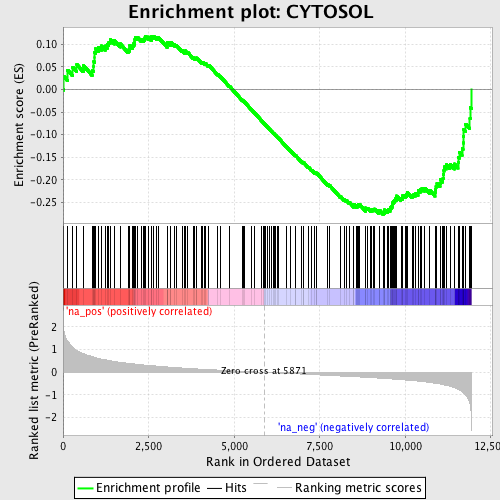 Enrichment plot: CYTOSOL
Enrichment score (ES)
0.10
0.05
0.00
-0.05
-0.10
-0.15
-0.20
-0.25
Ranked list metric (PreRanked)
2
1
0
-1
-2
'na_pos' (positively correlated)
Zero cross at 5871
'na_neg' (negatively correlated)
0
2,500
5,000
7,500
10,000
12,500
Rank in Ordered Dataset
Enrichment profile
Hits
Ranking metric scores